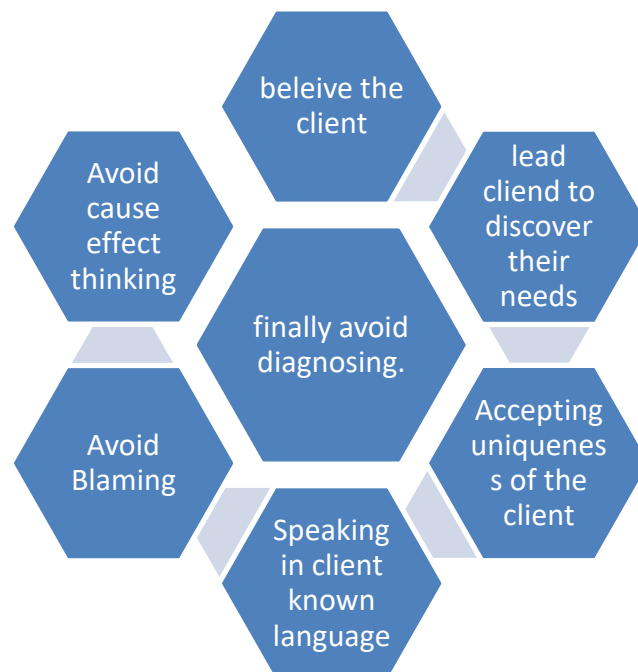 beleive the
client
lead
cliend to
discover
their
needs
Accepting
uniquenes
s of the
client
Speaking
in client
known
language
Avoid
Blaming
Avoid
cause
effect
thinking
finally avoid
diagnosing.